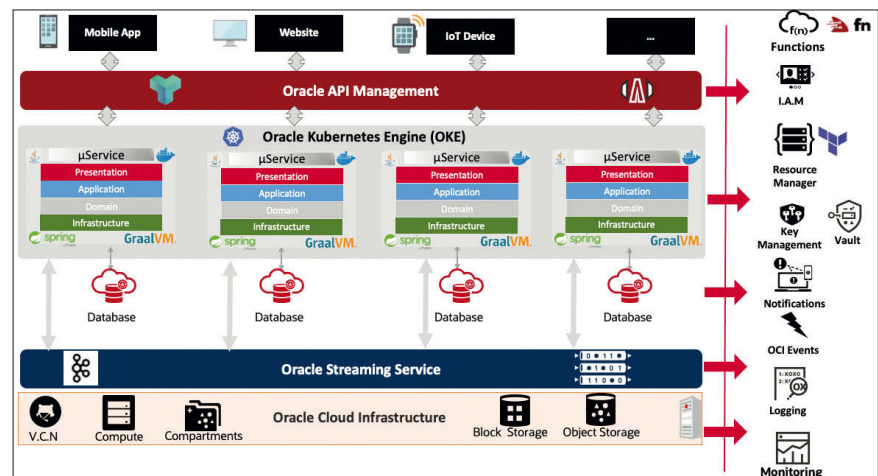 Mobile App
Website
IoT Device
...
f(n)
fn
Functions
Oracle API Management
I.A.M
Oracle Kubernetes Engine (OKE)
µService
Presentation
Application
Domain
Infrastructure
spring
GraalVM.
µService
Presentation
Application
Domain
Infrastructure
spring
GraalVM.
µService
Presentation
Application
Domain
Infrastructure
spring
GraalVM.
µService
Presentation
Application
Domain
Infrastructure
spring
GraalVM.
Resource
Manager
Key
Management
Vault
Database
Database
Database
Database
Notifications
OCI Events
Oracle Streaming Service
Logging
Oracle Cloud Infrastructure
V.C.N
Compute
Compartments
Block Storage
Object Storage
Monitoring